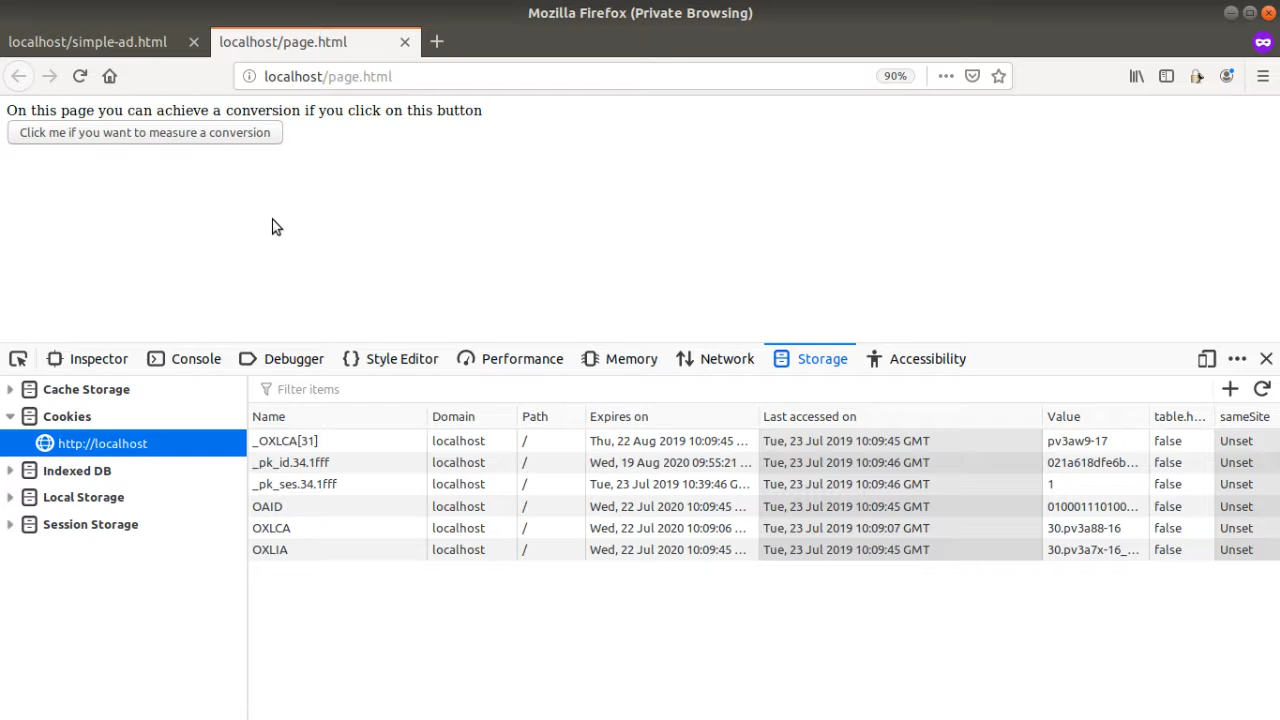 Mozilla Firefox (Private Browsing)
localhost/simple-ad.html
localhost/page.html
localhost/page.html
90%
On this page you can achieve a conversion if you click on this button
Click me if you want to measure a conversion
Inspector Console Debugger Style Editor Performance Memory Network Storage Accessibility
Cache Storage
Cookies
http://localhost
Indexed DB
Local Storage
Session Storage
Filter items
Name Domain Path Expires on Last accessed on Value table.h... sameSite
_OXLCA[31] localhost / Thu, 22 Aug 2019 10:09:45 ... Tue, 23 Jul 2019 10:09:45 GMT pv3aw9-17 false Unset
_pk_id.34.1fff localhost / Wed, 19 Aug 2020 09:55:21 ... Tue, 23 Jul 2019 10:09:46 GMT 021a618dfe6b... false Unset
_pk_ses.34.1fff localhost / Tue, 23 Jul 2019 10:39:46 G... Tue, 23 Jul 2019 10:09:46 GMT 1 false Unset
OAID localhost / Wed, 22 Jul 2020 10:09:45 ... Tue, 23 Jul 2019 10:09:45 GMT 010001110100... false Unset
OXLCA localhost / Wed, 22 Jul 2020 10:09:06 ... Tue, 23 Jul 2019 10:09:07 GMT 30.pv3a88-16 false Unset
OXLIA localhost / Wed, 22 Jul 2020 10:09:45 ... Tue, 23 Jul 2019 10:09:45 GMT 30.pv3a7x-16_... false Unset